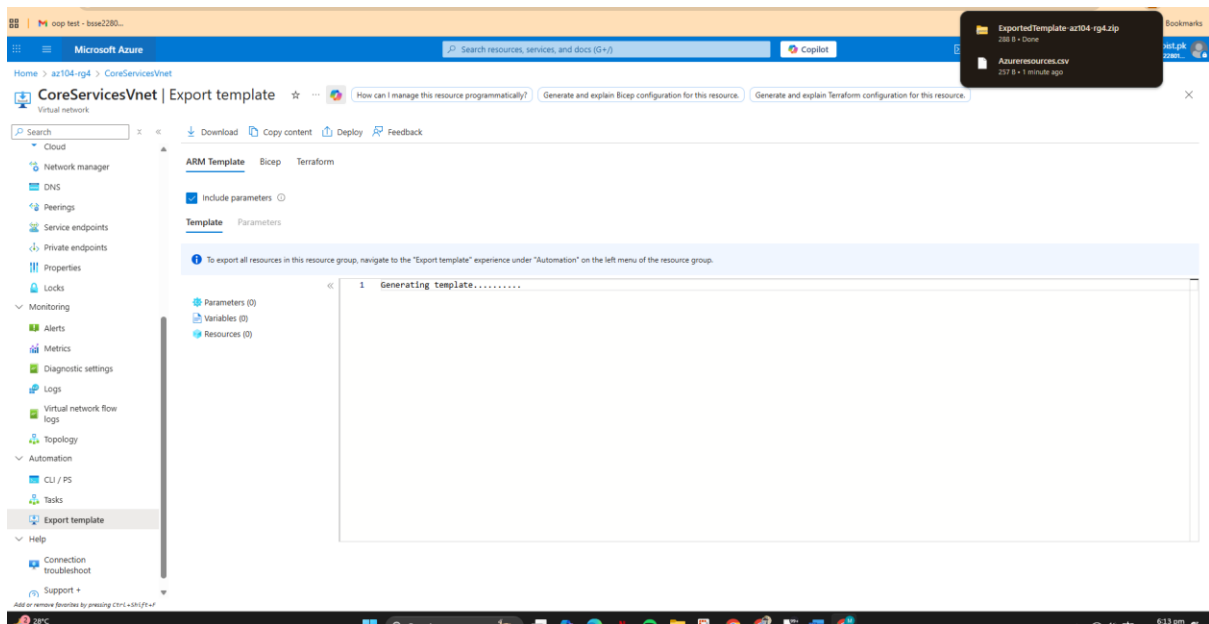 oop test - bsse2280...
ExportedTemplate-az104-rg4.zip
288 B • Done
Azureresources.csv
257 B • 1 minute ago
Bookmarks
Microsoft Azure
Search resources, services, and docs (G+/)
Copilot
Home > az104-rg4 > CoreServicesVnet
CoreServicesVnet | Export template
Virtual network
How can I manage this resource programmatically?
Generate and explain Bicep configuration for this resource.
Generate and explain Terraform configuration for this resource.
Search
Download
Copy content
Deploy
Feedback
Cloud
Network manager
DNS
Peerings
Service endpoints
Private endpoints
Properties
Locks
Monitoring
Alerts
Metrics
Diagnostic settings
Logs
Virtual network flow
logs
Topology
Automation
CLI / PS
Tasks
Export template
Help
Connection
troubleshoot
Support +
Add or remove favorites by pressing Ctrl+Shift+F
ARM Template
Bicep
Terraform
Include parameters
Template
Parameters
To export all resources in this resource group, navigate to the "Export template" experience under "Automation" on the left menu of the resource group.
Parameters (0)
Variables (0)
Resources (0)
1 Generating template..........
28°C
6:13 pm